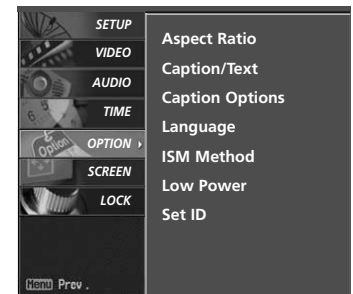 SETUP
VIDEO
AUDIO
TIME
OPTION
SCREEN
LOCK
Aspect Ratio
Caption/Text
Caption Options
Language
ISM Method
Low Power
Set ID
Option
Menu Prev.